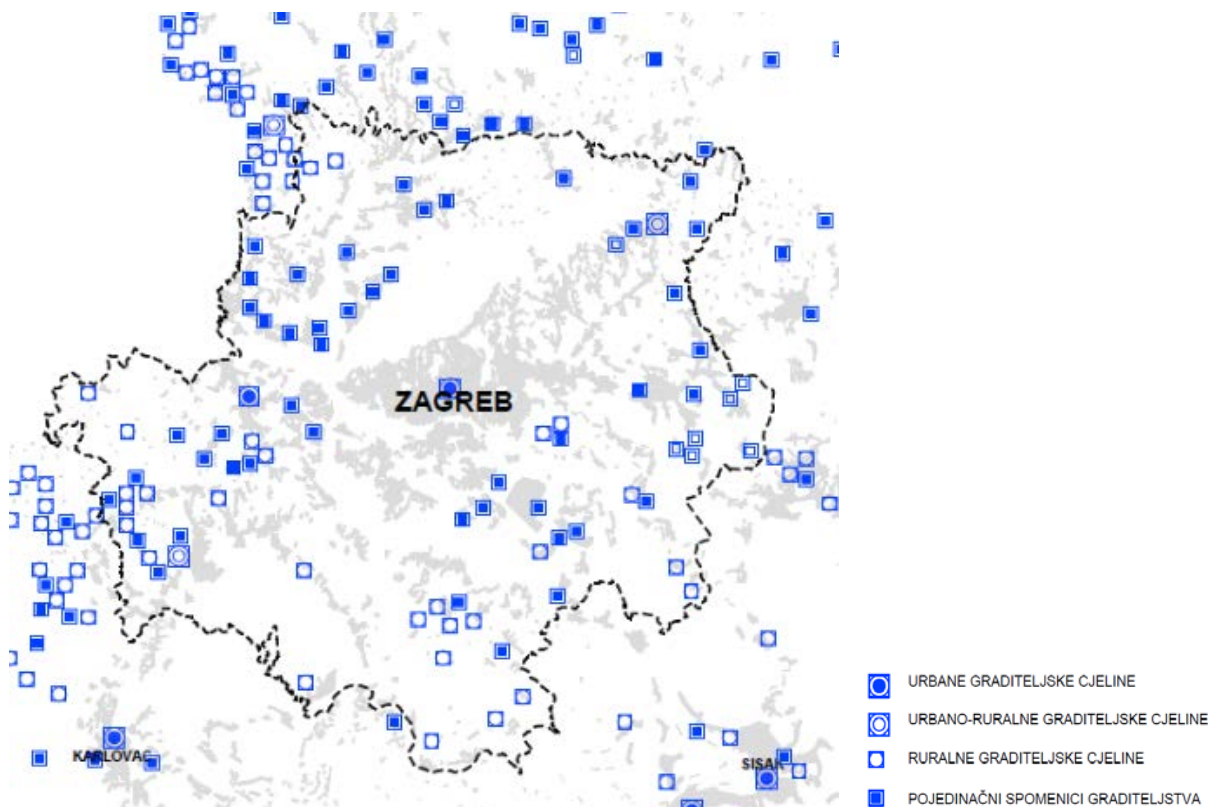 ZAGREB
KARLOVAC
SISAK
URBANE GRADITELJSKE CJELINE
URBANO-RURALNE GRADITELJSKE CJELINE
RURALNE GRADITELJSKE CJELINE
POJEDINAČNI SPOMENICI GRADITELJSTVA